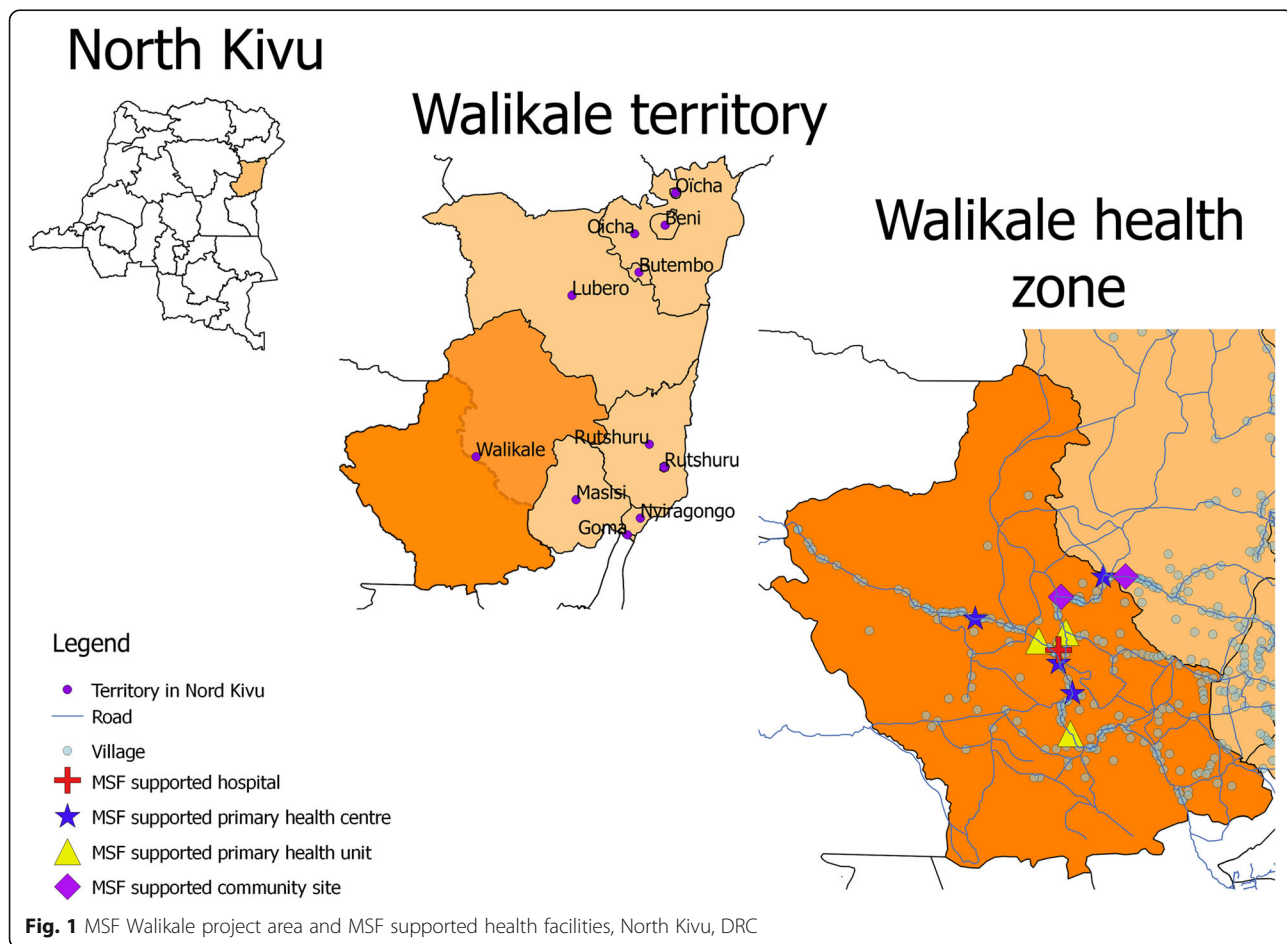 North Kivu
Walikale territory
Walikale health
zone
Oïcha
Beni
Oïcha
Butembo
Lubero
Walikale
Rutshuru
Rutshuru
Masisi
Nyiragongo
Goma
Legend
Territory in Nord Kivu
Road
Village
MSF supported hospital
MSF supported primary health centre
MSF supported primary health unit
MSF supported community site
Fig. 1 MSF Walikale project area and MSF supported health facilities, North Kivu, DRC